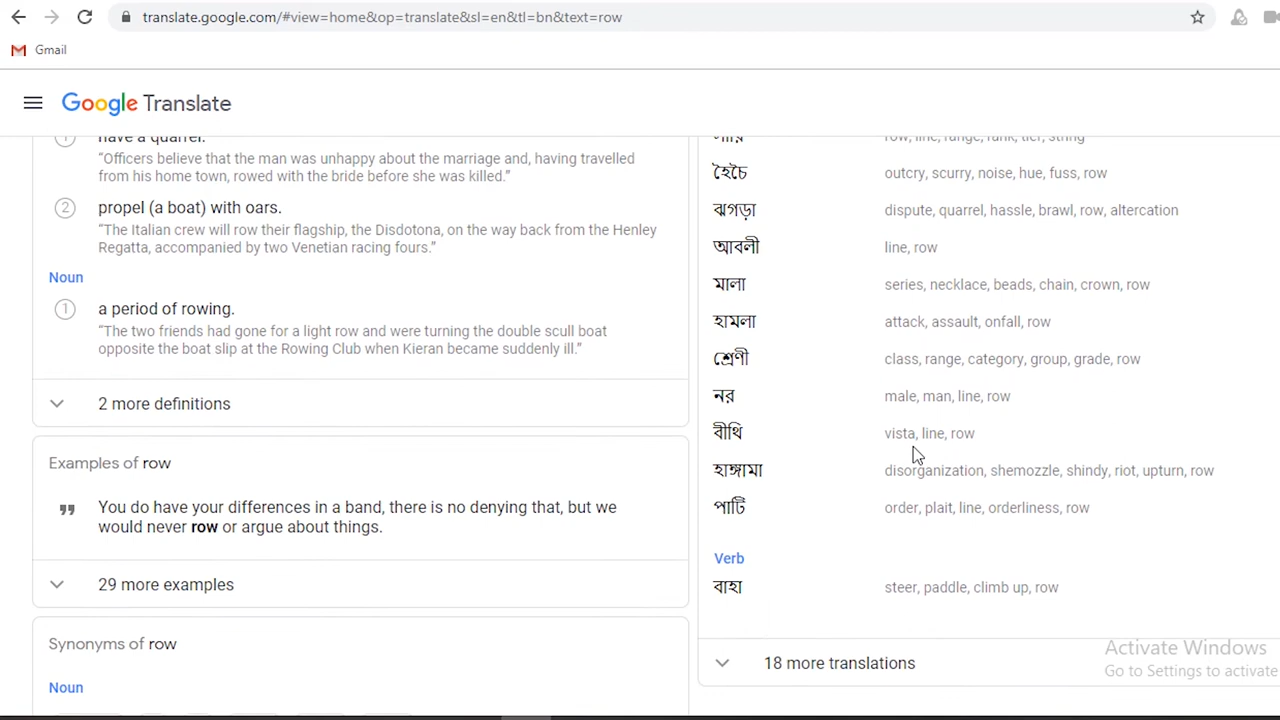 translate.google.com/#view=home&op=translate&sl=en&tl=bn&text=row
Gmail
Google Translate
1 have a quarrel.
"Officers believe that the man was unhappy about the marriage and, having travelled
from his home town, rowed with the bride before she was killed."
2 propel (a boat) with oars.
"The Italian crew will row their flagship, the Disdotona, on the way back from the Henley
Regatta, accompanied by two Venetian racing fours."
Noun
1 a period of rowing.
"The two friends had gone for a light row and were turning the double scull boat
opposite the boat slip at the Rowing Club when Kieran became suddenly ill."
2 more definitions
Examples of row
You do have your differences in a band, there is no denying that, but we
would never row or argue about things.
29 more examples
Synonyms of row
Noun
সারি row, line, range, rank, tier, string
হৈচৈ outcry, scurry, noise, hue, fuss, row
ঝগড়া dispute, quarrel, hassle, brawl, row, altercation
আবলী line, row
মালা series, necklace, beads, chain, crown, row
হামলা attack, assault, onfall, row
শ্রেণী class, range, category, group, grade, row
নর male, man, line, row
বীথি vista, line, row
হাঙ্গামা disorganization, shemozzle, shindy, riot, upturn, row
পাটি order, plait, line, orderliness, row
Verb
বাহা steer, paddle, climb up, row
18 more translations
Activate Windows
Go to Settings to activate